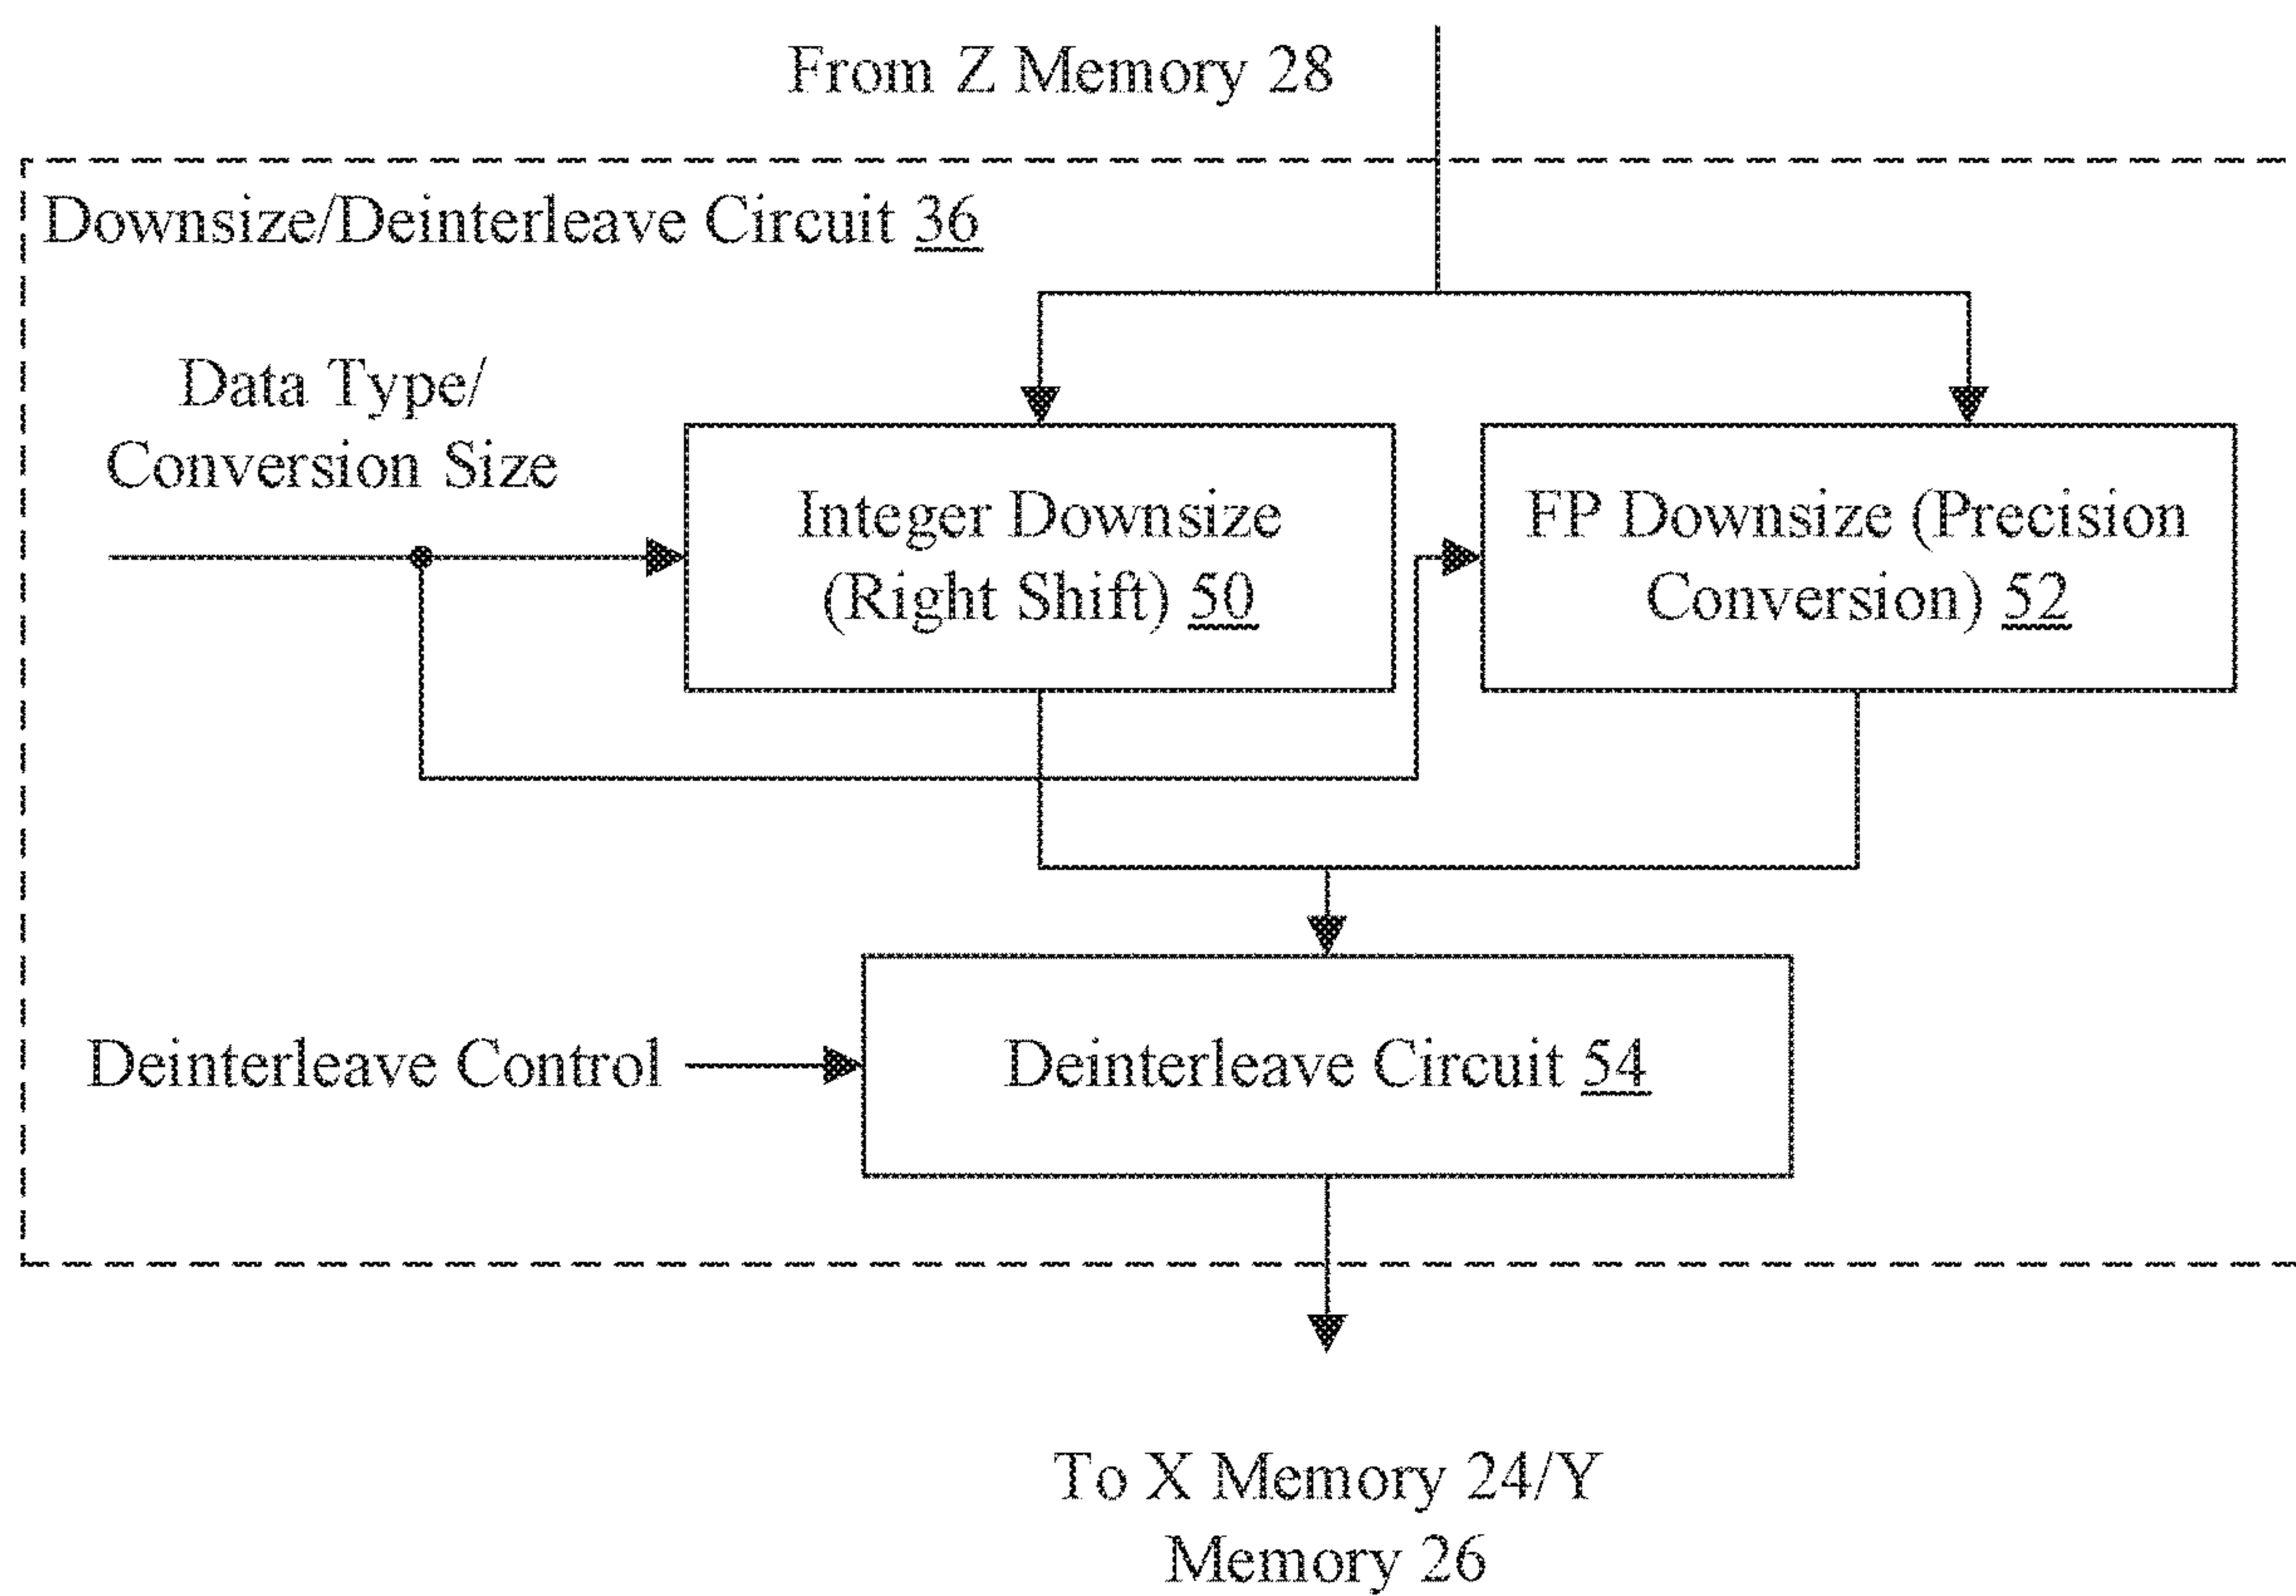 From Z Memory 28
Downsize/Deinterleave Circuit 36
Data Type/
Conversion Size
Integer Downsize
(Right Shift) 50
FP Downsize (Precision
Conversion) 52
Deinterleave Control
Deinterleave Circuit 54
To X Memory 24/Y
Memory 26